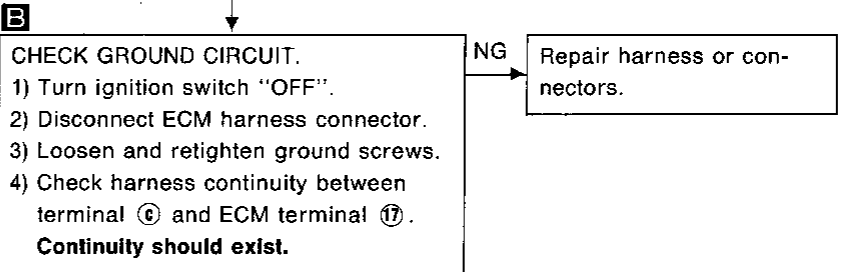 B
CHECK GROUND CIRCUIT.
1) Turn ignition switch "OFF".
2) Disconnect ECM harness connector.
3) Loosen and retighten ground screws.
4) Check harness continuity between
terminal ⓒ and ECM terminal ⑰.
Continuity should exist.
NG
Repair harness or con-
nectors.